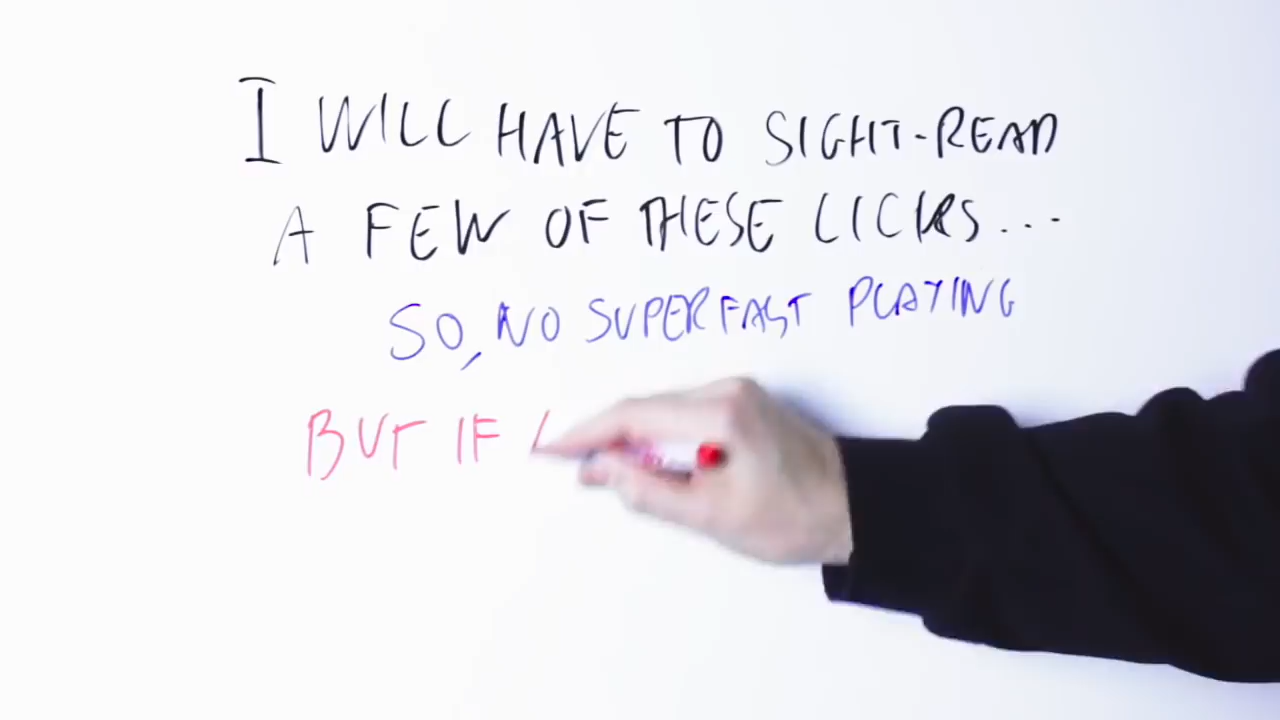 I WILL HAVE TO SIGHT-READ
A FEW OF THESE LICKS...
SO, NO SUPERFAST PLAYING
BUT IF